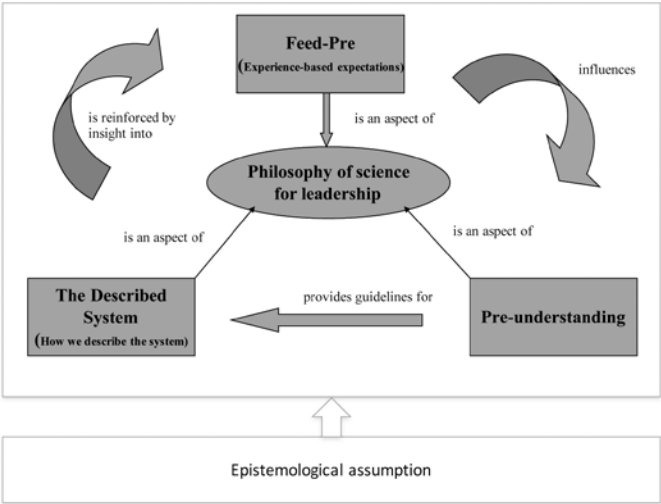 Feed-Pre
(Experience-based expectations)
influences
is reinforced by
insight into
is an aspect of
Philosophy of science
for leadership
is an aspect of
is an aspect of
The Described
System
(How we describe the system)
provides guidelines for
Pre-understanding
Epistemological assumption